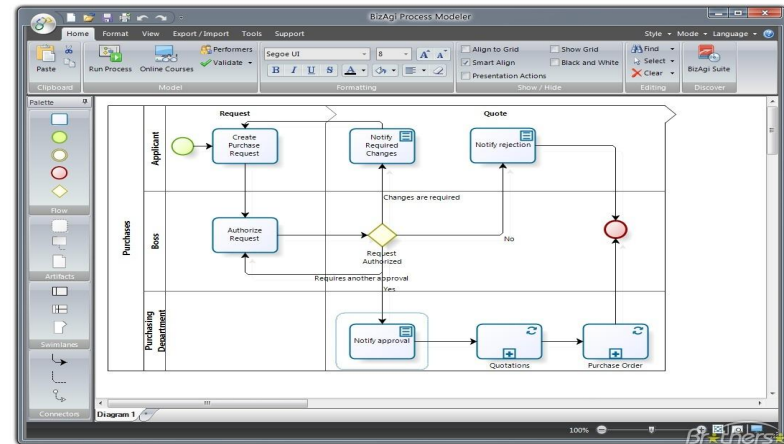 BizAgi Process Modeler
Home Format View Export / Import Tools Support
Style Mode Language
Paste
Clipboard
Run Process
Online Courses
Performers
Validate
Model
Segoe UI
8
B I U S A
Formatting
Align to Grid
Smart Align
Presentation Actions
Show Grid
Black and White
Show / Hide
Find
Select
Clear
Editing
BizAgi Suite
Discover
Palette
Flow
Artifacts
Swimlanes
Connectors
Purchases
Applicant
Boss
Purchasing
Department
Request
Quote
Create
Purchase
Request
Notify
Required
Changes
Notify rejection
Changes are required
Authorize
Request
Request
Authorized
No
Requires another approval
Yes
Notify approval
Quotations
Purchase Order
Diagram 1
100%
Br thers